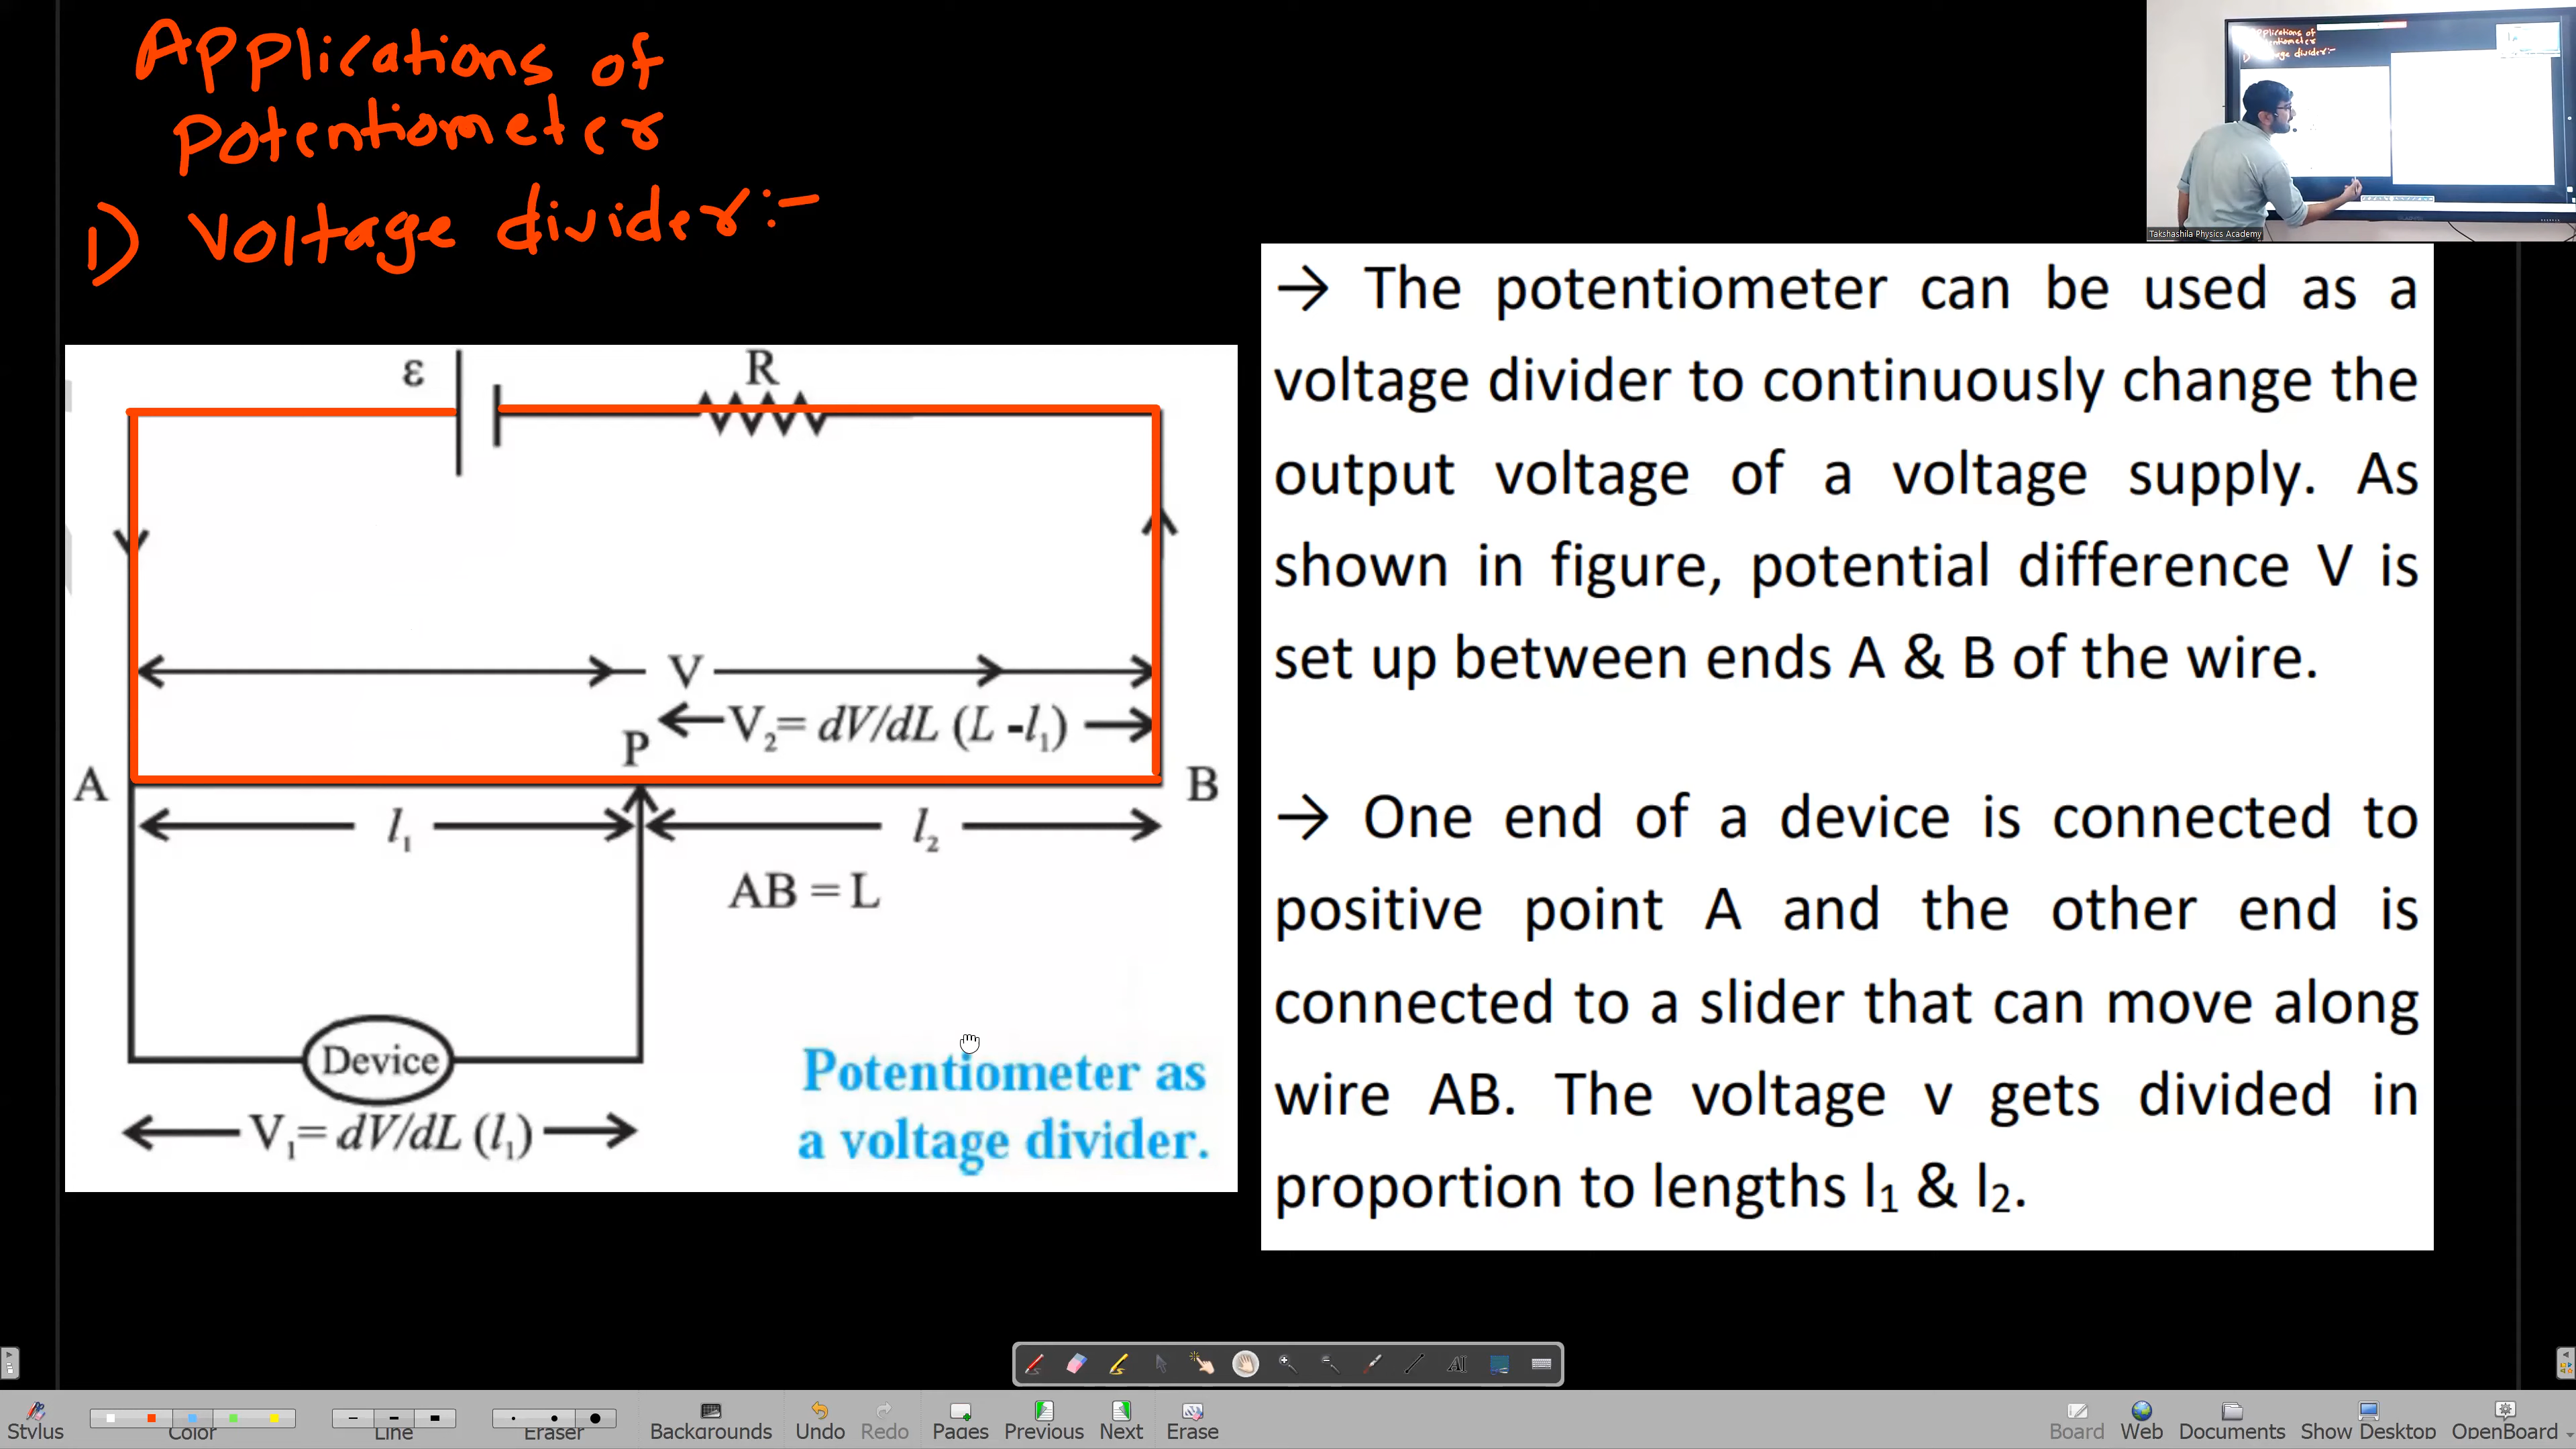 Applications of
Potentiometer
1) Voltage divider:-
Takshashila Physics Academy
→ The potentiometer can be used as a
voltage divider to continuously change the
output voltage of a voltage supply. As
shown in figure, potential difference V is
set up between ends A & B of the wire.
→ One end of a device is connected to
positive point A and the other end is
connected to a slider that can move along
wire AB. The voltage v gets divided in
proportion to lengths l₁ & l₂.
ε
R
V
V₂= dV/dL (L -l₁)
P
A
B
l₁
l₂
AB = L
Device
V₁= dV/dL (l₁)
Potentiometer as
a voltage divider.
Stylus
Color
Line
Eraser
Backgrounds
Undo
Redo
Pages
Previous
Next
Erase
Board
Web
Documents
Show Desktop
OpenBoard